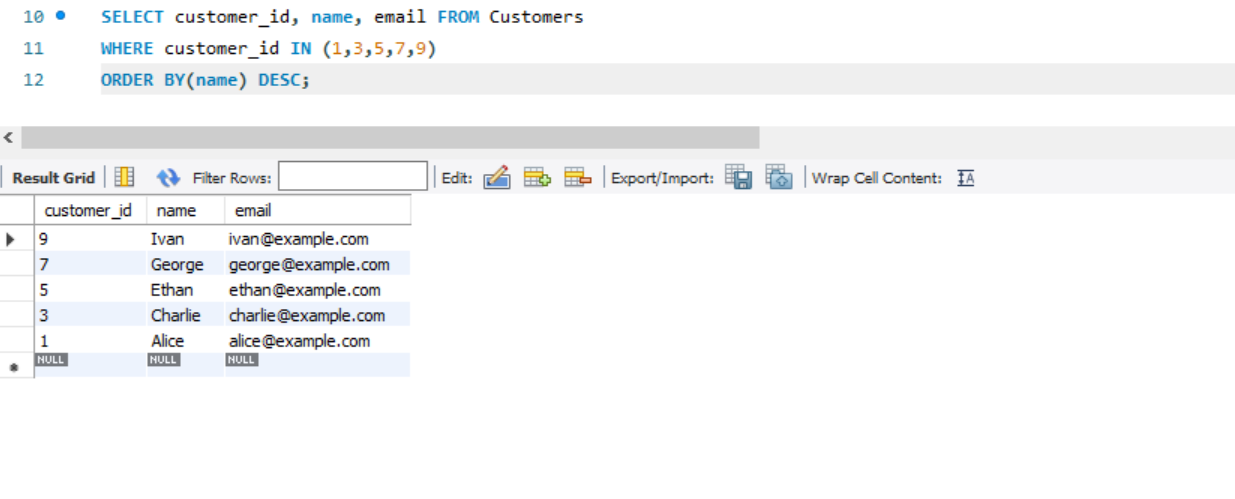 10 SELECT customer_id, name, email FROM Customers
11 WHERE customer_id IN (1,3,5,7,9)
12 ORDER BY(name) DESC;
Result Grid Filter Rows: Edit: Export/Import: Wrap Cell Content:
customer_id name email
9 Ivan ivan@example.com
7 George george@example.com
5 Ethan ethan@example.com
3 Charlie charlie@example.com
1 Alice alice@example.com
NULL NULL NULL